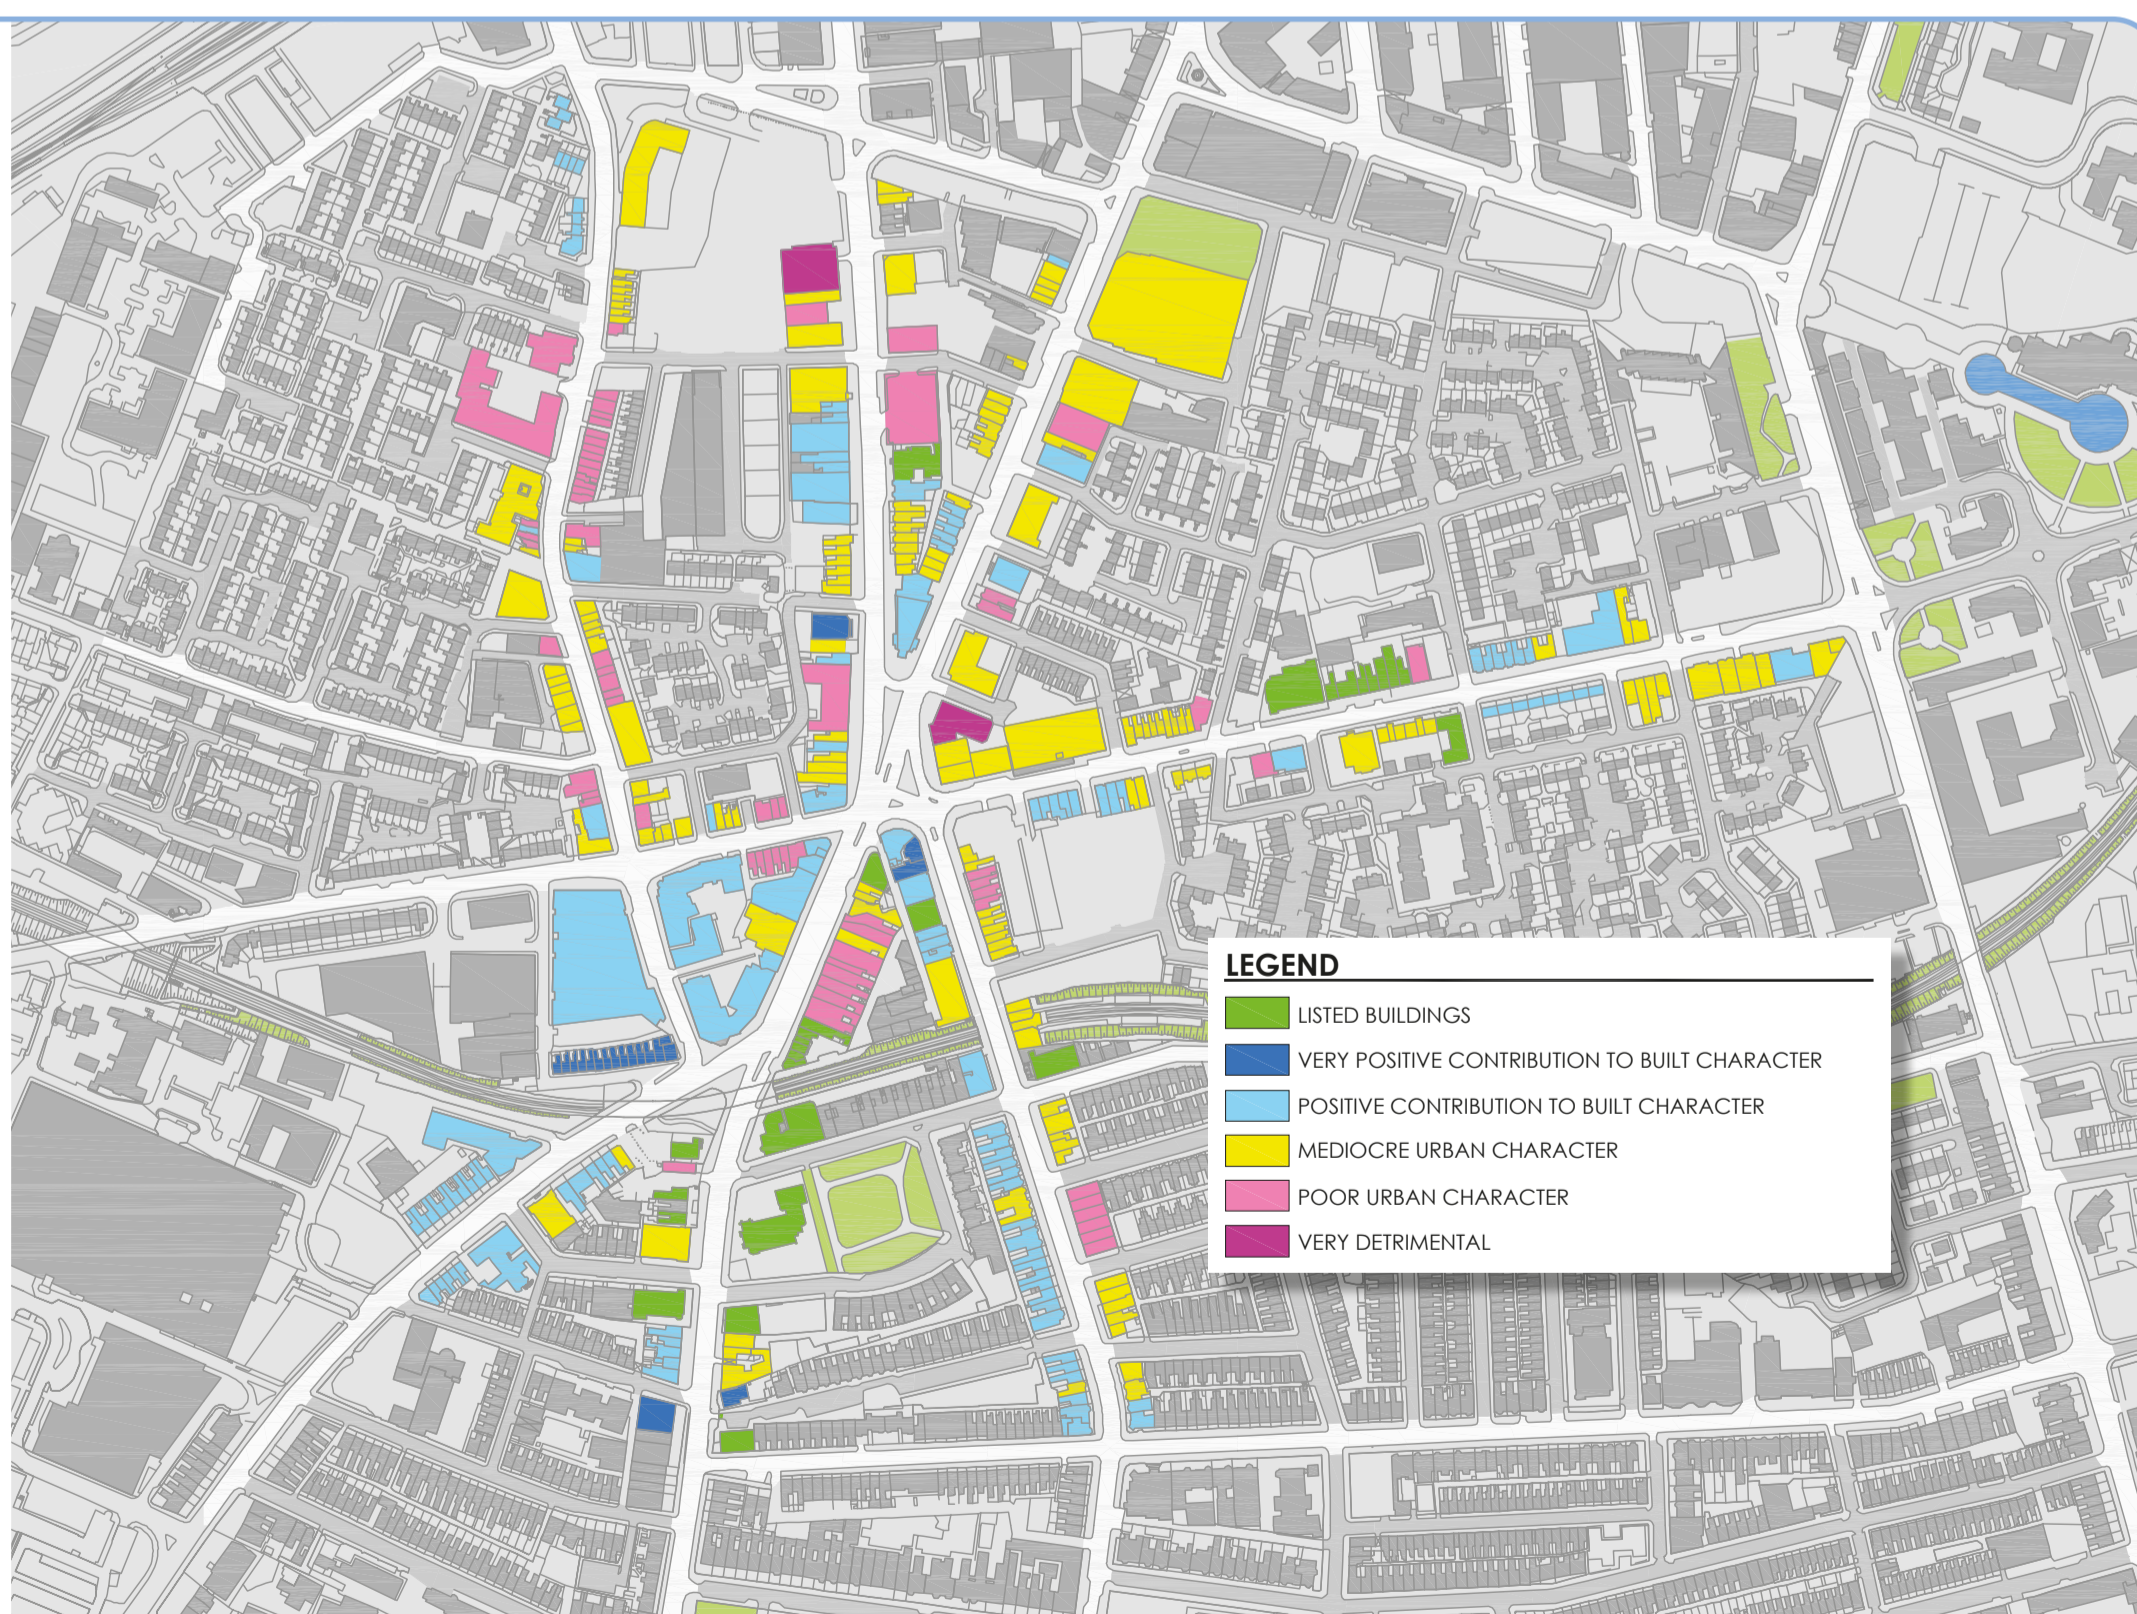 LEGEND
LISTED BUILDINGS
VERY POSITIVE CONTRIBUTION TO BUILT CHARACTER
POSITIVE CONTRIBUTION TO BUILT CHARACTER
MEDIOCRE URBAN CHARACTER
POOR URBAN CHARACTER
VERY DETRIMENTAL